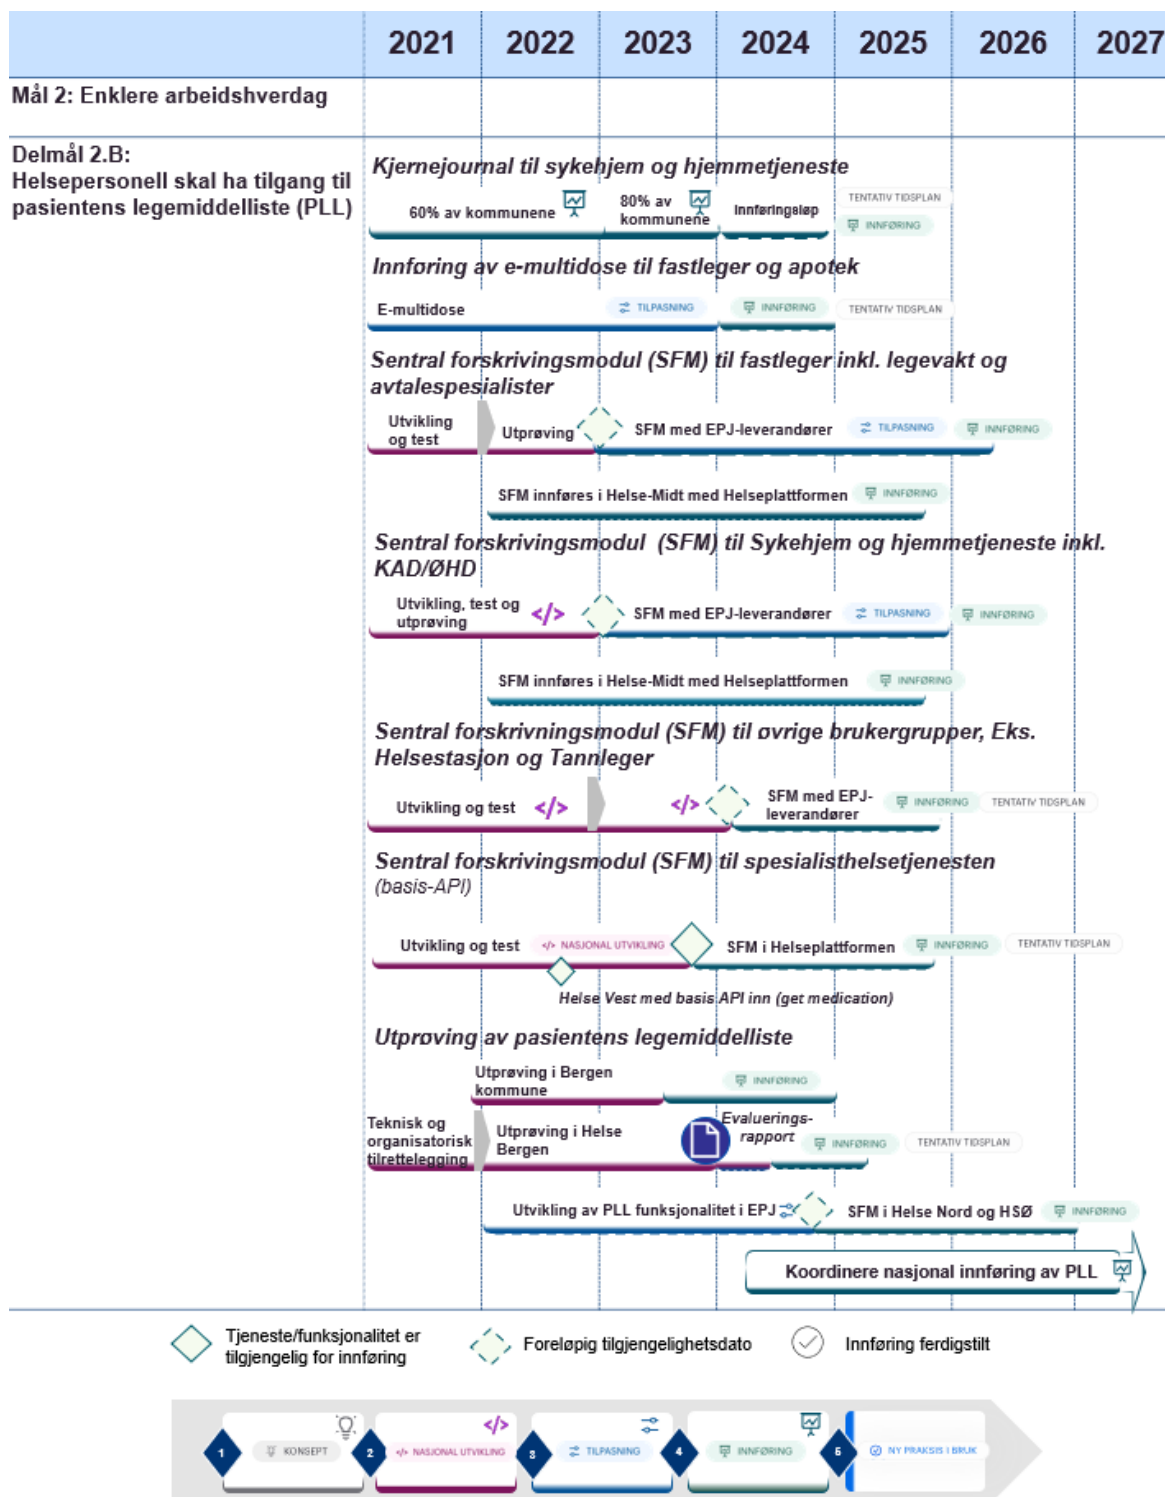 2021 2022 2023 2024 2025 2026 2027
Mål 2: Enklere arbeidshverdag
Delmål 2.B:
Helsepersonell skal ha tilgang til
pasientens legemiddelliste (PLL)
Kjernejournal til sykehjem og hjemmetjeneste
60% av kommunene
80% av
kommunene
Innføringsløp
TENTATIV TIDSPLAN
INNFØRING
Innføring av e-multidose til fastleger og apotek
E-multidose
TILPASNING
INNFØRING
TENTATIV TIDSPLAN
Sentral forskrivingsmodul (SFM) til fastleger inkl. legevakt og
avtalespesialister
Utvikling
og test
Utprøving
SFM med EPJ-leverandører
TILPASNING
INNFØRING
SFM innføres i Helse-Midt med Helseplattformen
INNFØRING
Sentral forskrivingsmodul (SFM) til Sykehjem og hjemmetjeneste inkl.
KAD/ØHD
Utvikling, test og
utprøving
</>
SFM med EPJ-leverandører
TILPASNING
INNFØRING
SFM innføres i Helse-Midt med Helseplattformen
INNFØRING
Sentral forskrivningsmodul (SFM) til øvrige brukergrupper, Eks.
Helsestasjon og Tannleger
Utvikling og test
</>
</>
SFM med EPJ-
leverandører
INNFØRING
TENTATIV TIDSPLAN
Sentral forskrivingsmodul (SFM) til spesialisthelsetjenesten
(basis-API)
Utvikling og test
</> NASJONAL UTVIKLING
SFM i Helseplattformen
INNFØRING
TENTATIV TIDSPLAN
Helse Vest med basis API inn (get medication)
Utprøving av pasientens legemiddelliste
Utprøving i Bergen
kommune
INNFØRING
Teknisk og
organisatorisk
tilrettelegging
Utprøving i Helse
Bergen
Evaluerings-
rapport
INNFØRING
TENTATIV TIDSPLAN
Utvikling av PLL funksjonalitet i EPJ
SFM i Helse Nord og HSØ
INNFØRING
Koordinere nasjonal innføring av PLL
Tjeneste/funksjonalitet er
tilgjengelig for innføring
Foreløpig tilgjengelighetsdato
Innføring ferdigstilt
1
KONSEPT
2
</>
</> NASJONAL UTVIKLING
3
TILPASNING
4
INNFØRING
5
NY PRAKSIS I BRUK